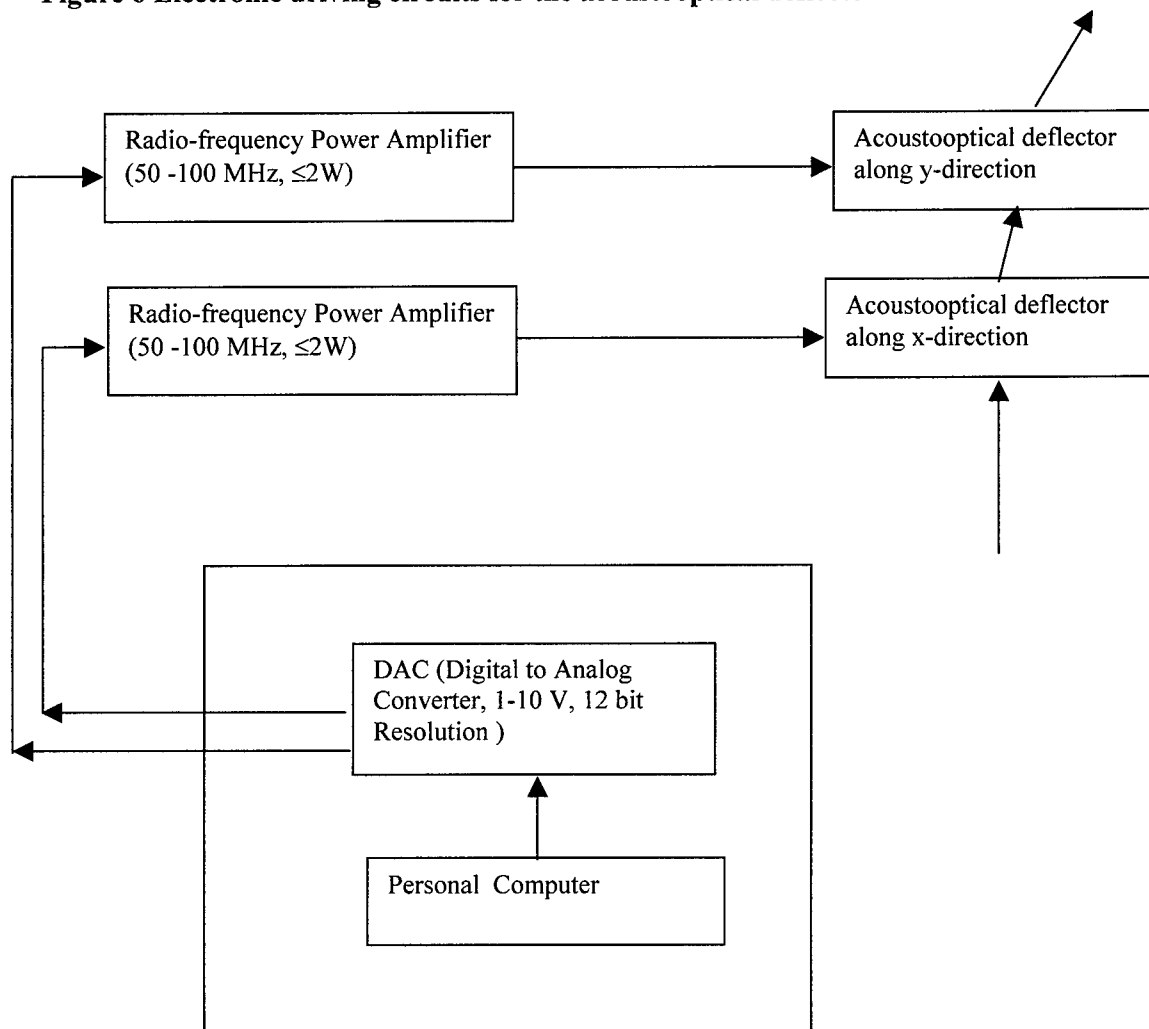 Radio-frequency Power Amplifier
(50 -100 MHz, ≤2W)
Acoustooptical deflector
along y-direction
Radio-frequency Power Amplifier
(50 -100 MHz, ≤2W)
Acoustooptical deflector
along x-direction
DAC (Digital to Analog
Converter, 1-10 V, 12 bit
Resolution )
Personal Computer